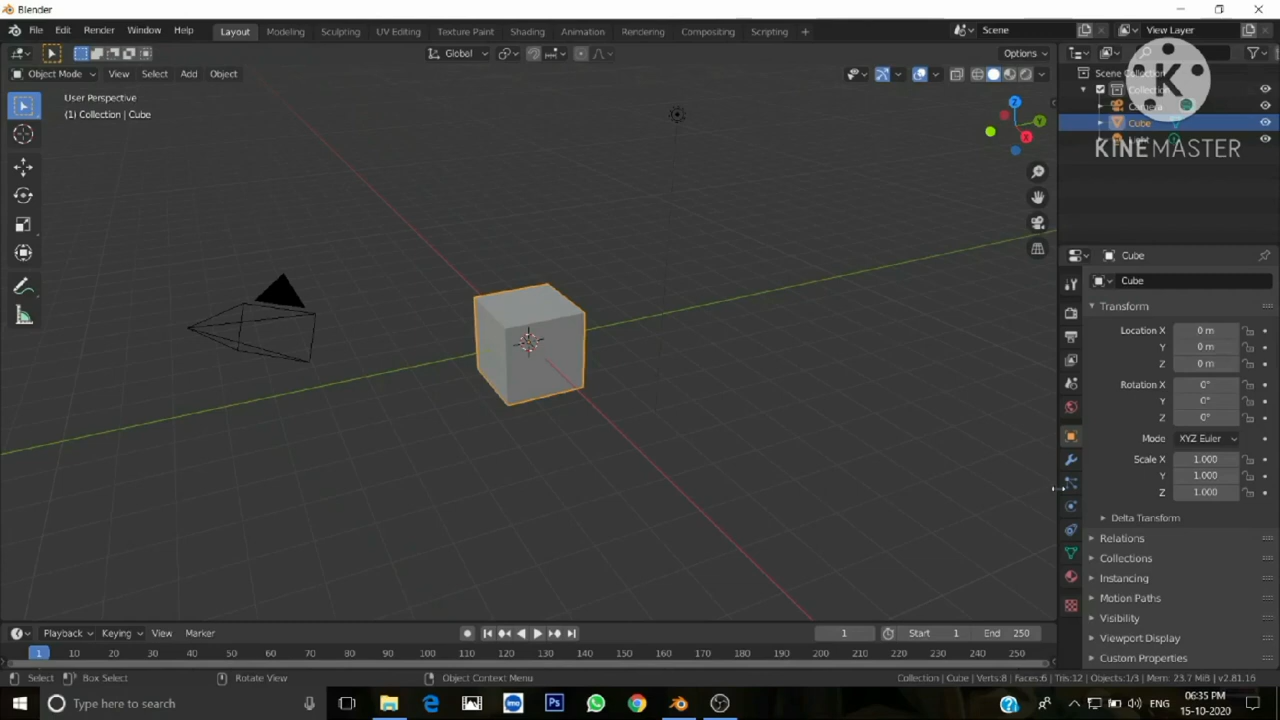 Blender
File Edit Render Window Help Layout Modeling Sculpting UV Editing Texture Paint Shading Animation Rendering Compositing Scripting + Scene View Layer
Global Options
Object Mode View Select Add Object
User Perspective
(1) Collection | Cube
Z
Y
X
Scene Collection
Collection
Camera
Cube
Light
K
KINEMASTER
Cube
Cube
Transform
Location X 0 m
Y 0 m
Z 0 m
Rotation X 0°
Y 0°
Z 0°
Mode XYZ Euler
Scale X 1.000
Y 1.000
Z 1.000
Delta Transform
Relations
Collections
Instancing
Motion Paths
Visibility
Viewport Display
Custom Properties
Playback Keying View Marker 1 Start 1 End 250
1 10 20 30 40 50 60 70 80 90 100 110 120 130 140 150 160 170 180 190 200 210 220 230 240 250
Select Box Select Rotate View Object Context Menu Collection | Cube | Verts:8 | Faces:6 | Tris:12 | Objects:1/3 | Mem: 23.7 MiB | v2.81.16
Type here to search
imo
Ps
ENG
06:35 PM
15-10-2020